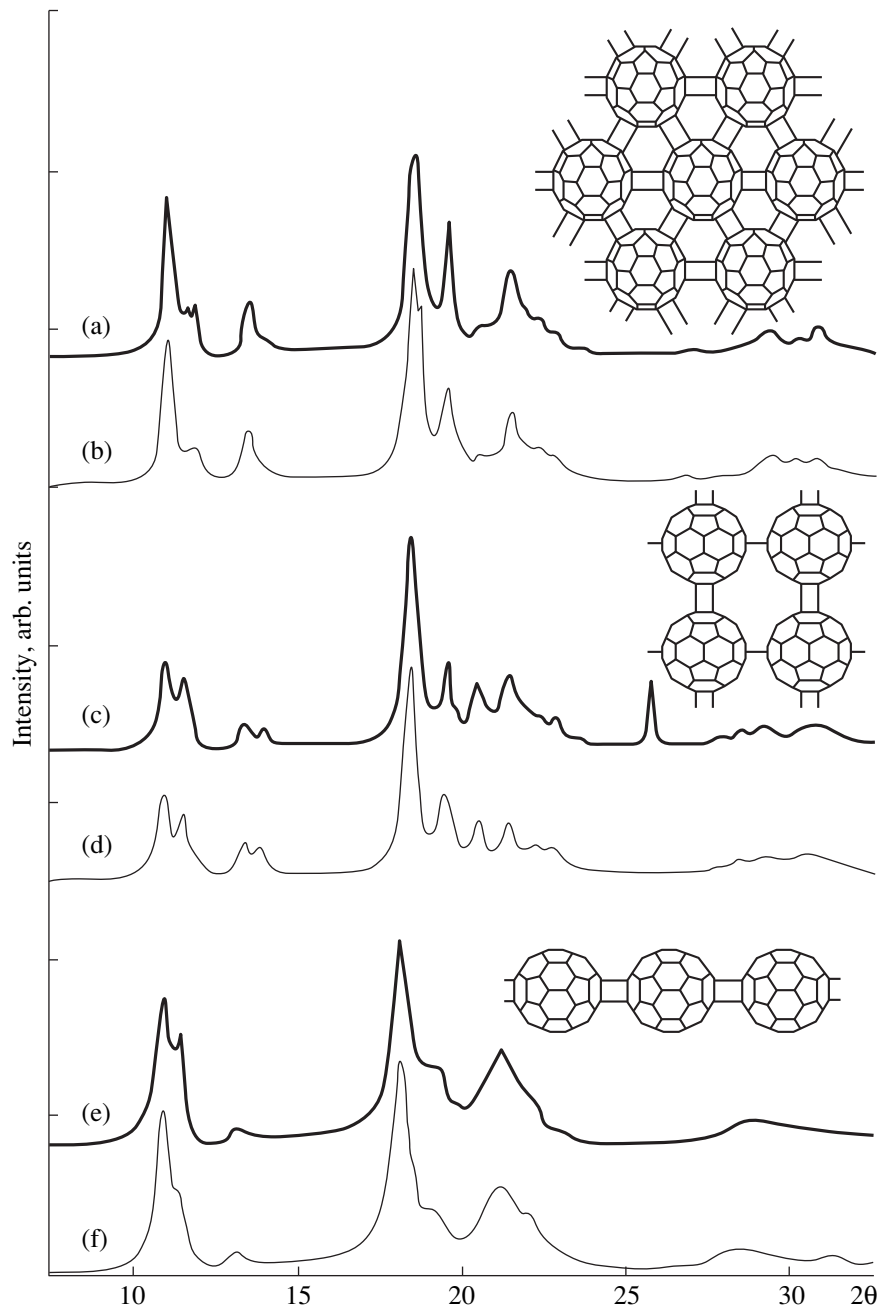 (a)
(b)
Intensity, arb. units
(c)
(d)
(e)
(f)
10 15 20 25 30 2θ